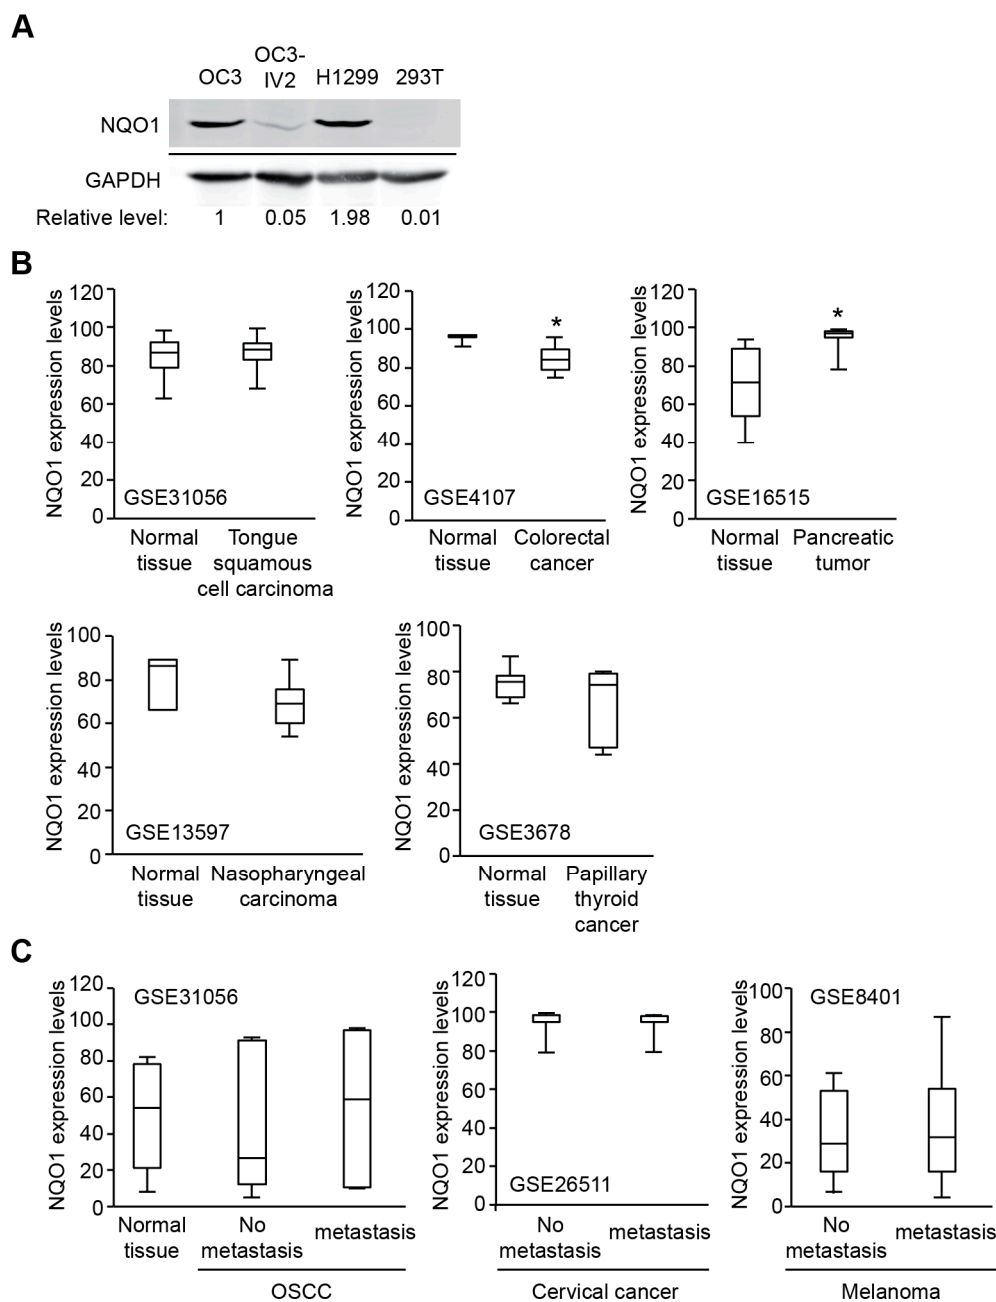 A
OC3 OC3-IV2 H1299 293T
NQO1
GAPDH
Relative level: 1 0.05 1.98 0.01
B
NQO1 expression levels
120
100
80
60
40
20
0
GSE31056
Normal tissue
Tongue squamous cell carcinoma
NQO1 expression levels
120
100
80
60
40
20
0
*
GSE4107
Normal tissue
Colorectal cancer
NQO1 expression levels
120
100
80
60
40
20
0
*
GSE16515
Normal tissue
Pancreatic tumor
NQO1 expression levels
100
80
60
40
20
0
GSE13597
Normal tissue
Nasopharyngeal carcinoma
NQO1 expression levels
100
80
60
40
20
0
GSE3678
Normal tissue
Papillary thyroid cancer
C
NQO1 expression levels
120
100
80
60
40
20
0
GSE31056
Normal tissue
No metastasis
metastasis
OSCC
NQO1 expression levels
120
100
80
60
40
20
0
GSE26511
No metastasis
metastasis
Cervical cancer
NQO1 expression levels
100
80
60
40
20
0
GSE8401
No metastasis
metastasis
Melanoma